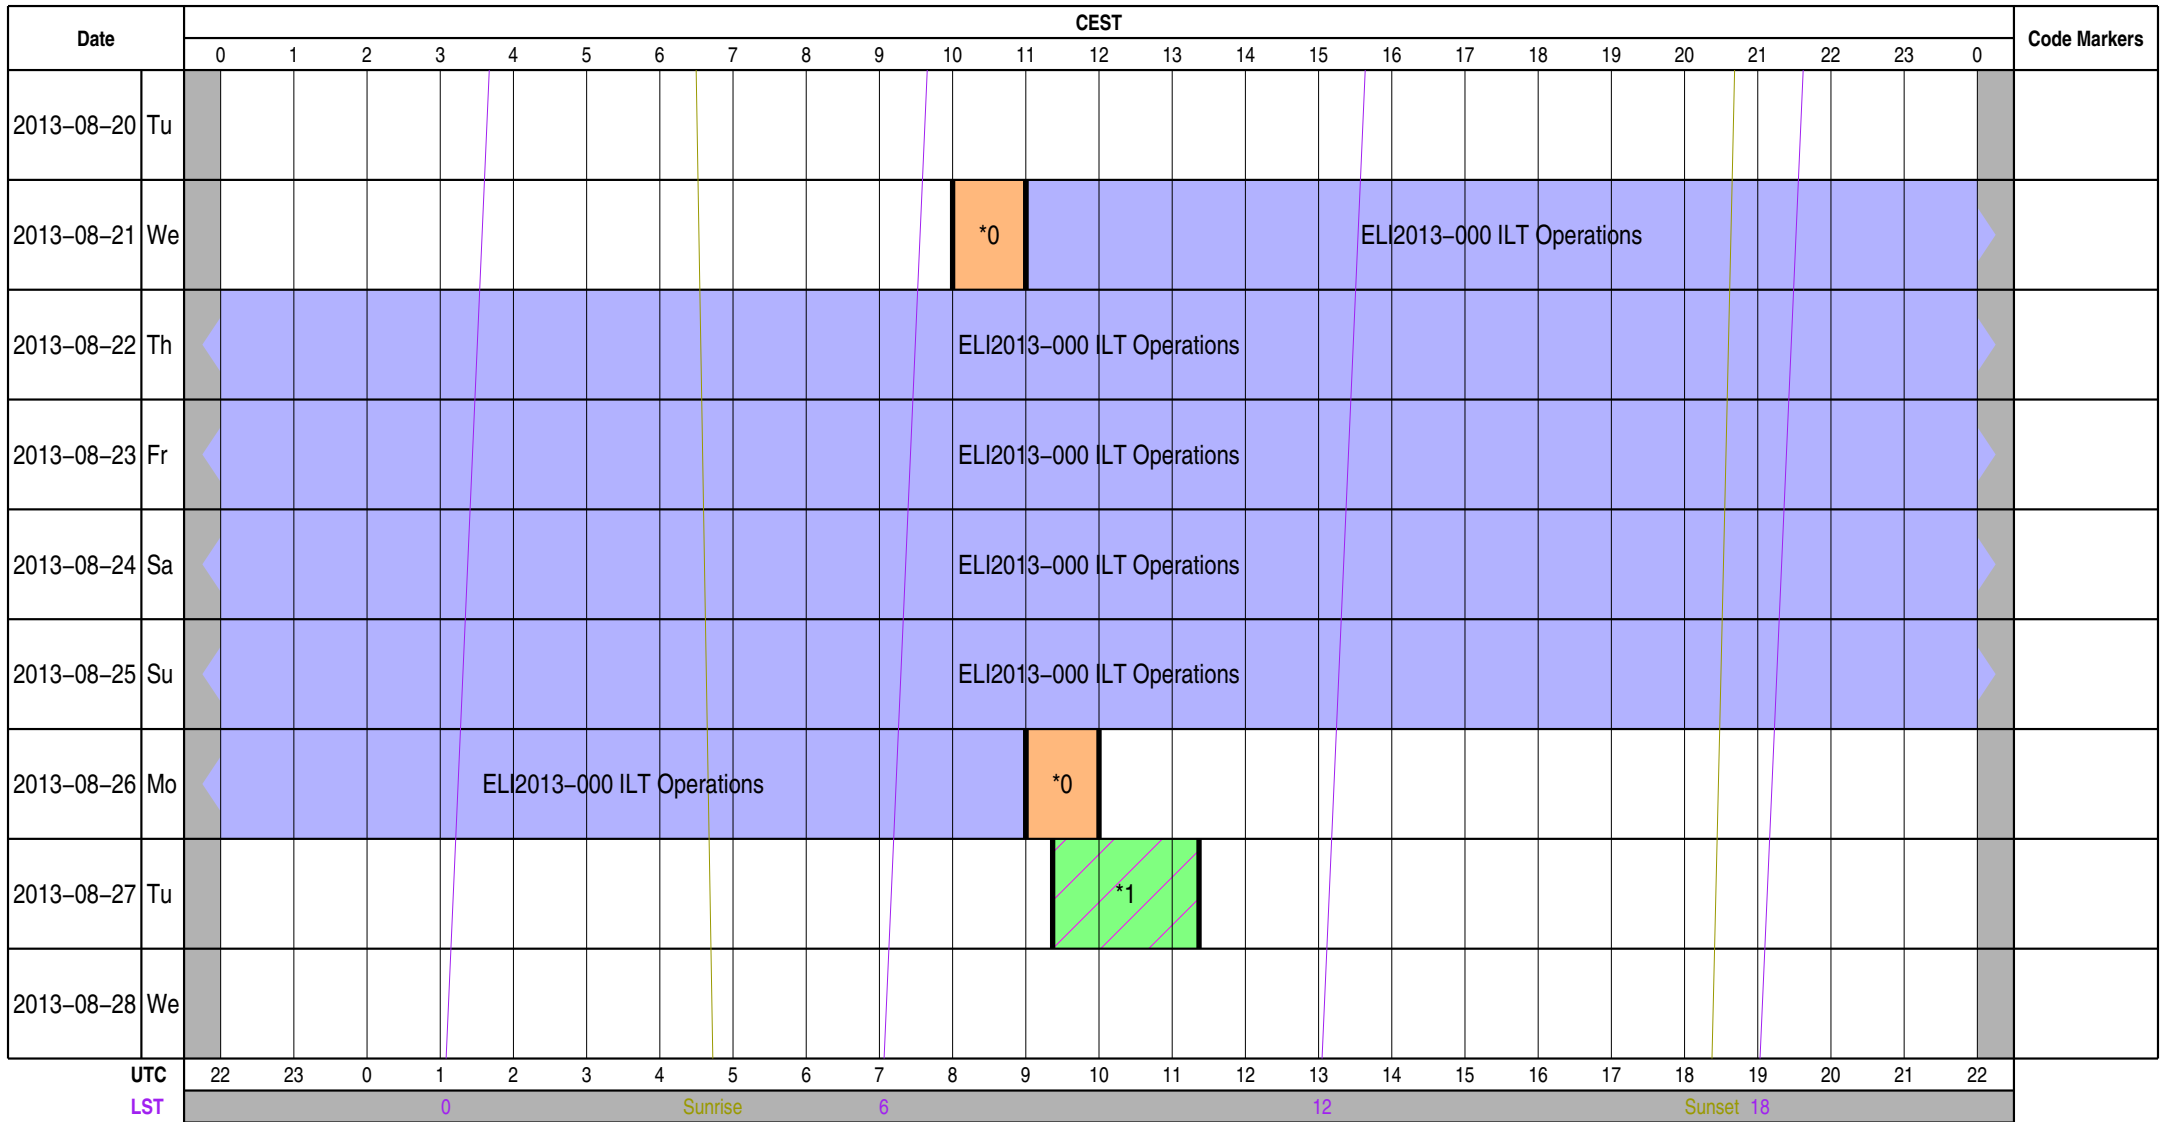 Date CEST Code Markers
0 1 2 3 4 5 6 7 8 9 10 11 12 13 14 15 16 17 18 19 20 21 22 23 0
2013−08−20 Tu
2013−08−21 We *0 ELI2013−000 ILT Operations
2013−08−22 Th ELI2013−000 ILT Operations
2013−08−23 Fr ELI2013−000 ILT Operations
2013−08−24 Sa ELI2013−000 ILT Operations
2013−08−25 Su ELI2013−000 ILT Operations
2013−08−26 Mo ELI2013−000 ILT Operations *0
2013−08−27 Tu *1
2013−08−28 We
UTC 22 23 0 1 2 3 4 5 6 7 8 9 10 11 12 13 14 15 16 17 18 19 20 21 22
LST 0 Sunrise 6 12 Sunset 18